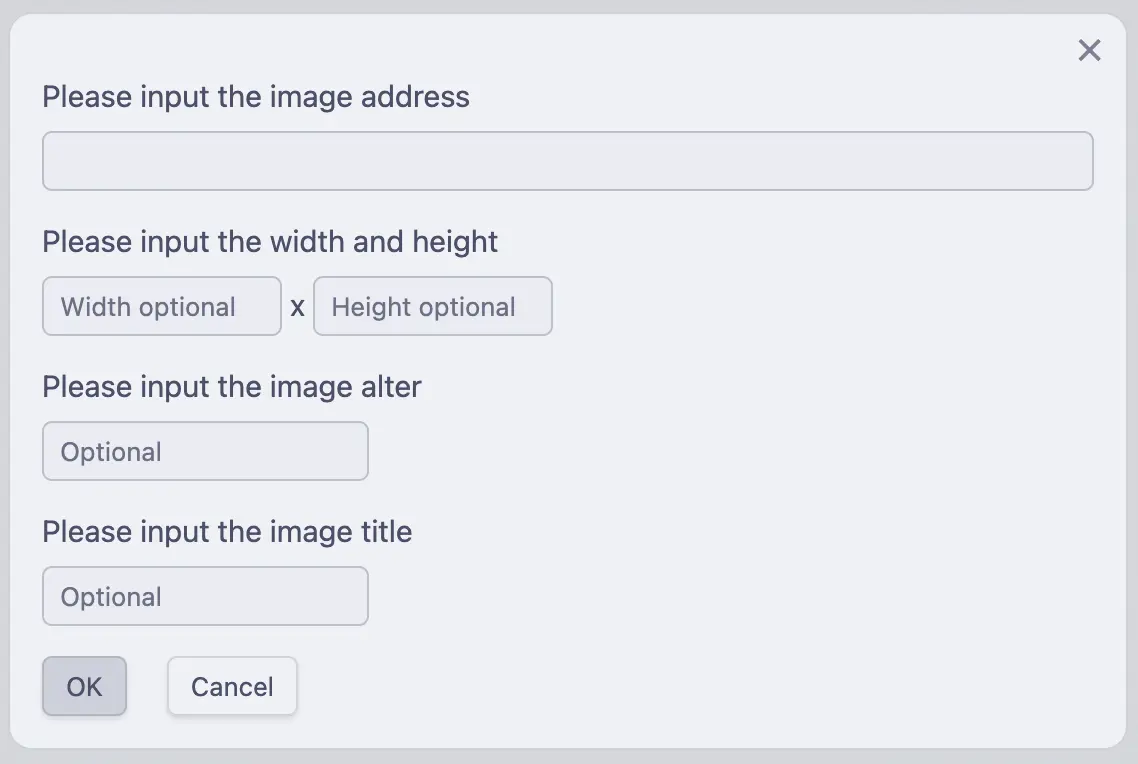 Please input the image address
Please input the width and height
Width optional x Height optional
Please input the image alter
Optional
Please input the image title
Optional
OK Cancel